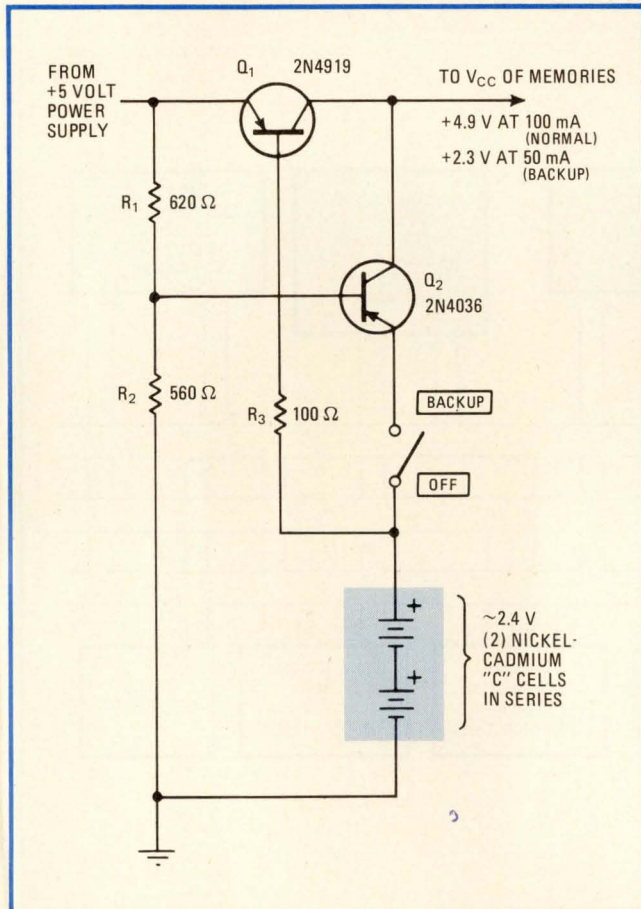 FROM
+5 VOLT
POWER
SUPPLY
Q1
2N4919
TO VCC OF MEMORIES
+4.9 V AT 100 mA
(NORMAL)
+2.3 V AT 50 mA
(BACKUP)
R1
620 Ω
Q2
2N4036
R2
560 Ω
R3
100 Ω
BACKUP
OFF
+
+
~2.4 V
(2) NICKEL-
CADMIUM
"C" CELLS
IN SERIES